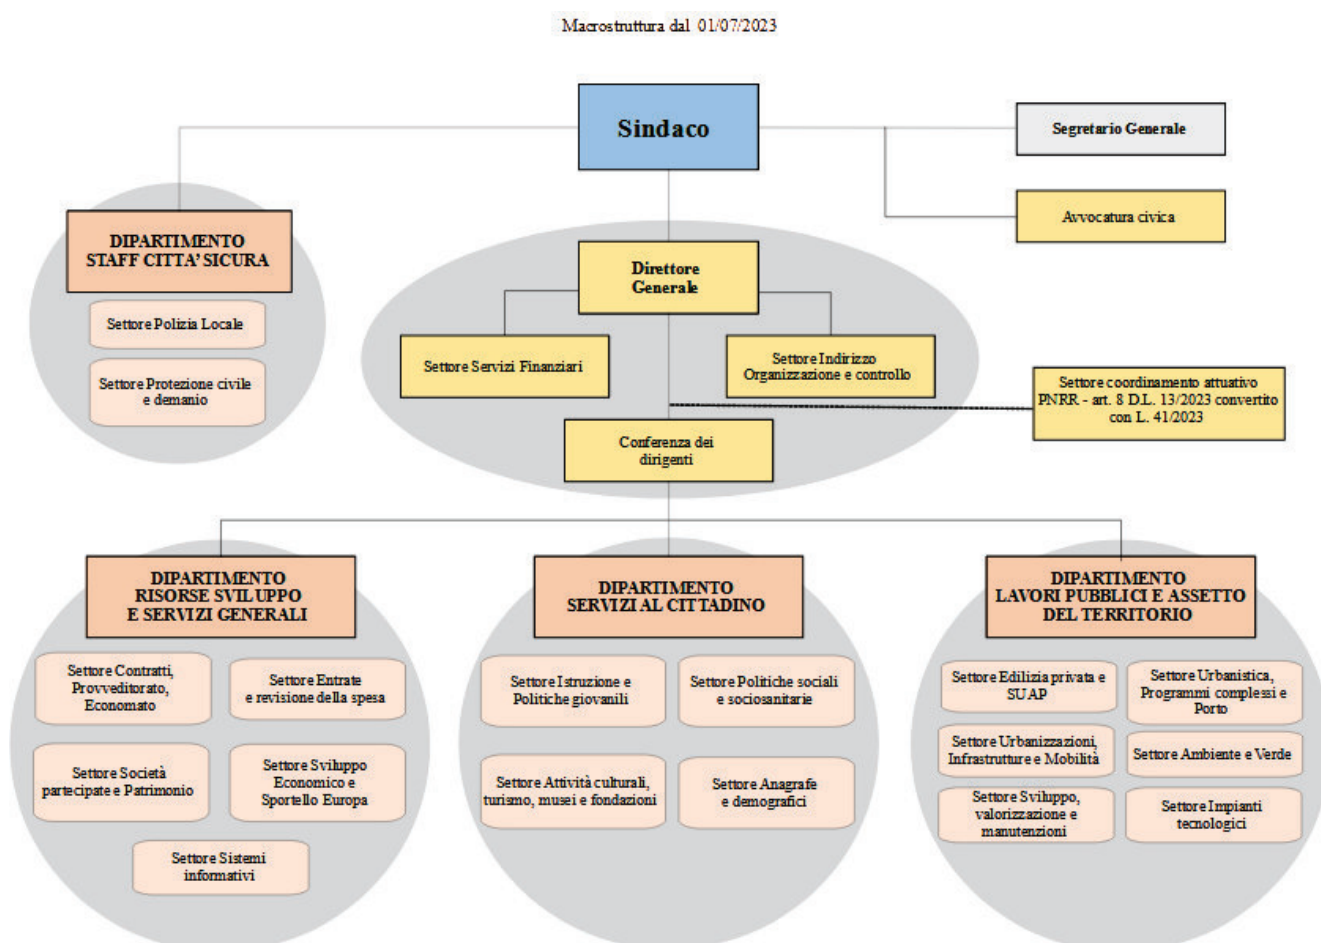 Macrostruttura dal 01/07/2023
Sindaco
Segretario Generale
Avvocatura civica
DIPARTIMENTO
STAFF CITTA' SICURA
Settore Polizia Locale
Settore Protezione civile
e demanio
Direttore
Generale
Settore Servizi Finanziari
Settore Indirizzo
Organizzazione e controllo
Settore coordinamento attuativo
PNRR - art. 8 D.L. 13/2023 convertito
con L. 41/2023
Conferenza dei
dirigenti
DIPARTIMENTO
RISORSE SVILUPPO
E SERVIZI GENERALI
Settore Contratti,
Provveditorato,
Economato
Settore Entrate
e revisione della spesa
Settore Società
partecipate e Patrimonio
Settore Sviluppo
Economico e
Sportello Europa
Settore Sistemi
informativi
DIPARTIMENTO
SERVIZI AL CITTADINO
Settore Istruzione e
Politiche giovanili
Settore Politiche sociali
e sociosanitarie
Settore Attività culturali,
turismo, musei e fondazioni
Settore Anagrafe
e demografici
DIPARTIMENTO
LAVORI PUBBLICI E ASSETTO
DEL TERRITORIO
Settore Edilizia privata e
SUAP
Settore Urbanistica,
Programmi complessi e
Porto
Settore Urbanizzazioni,
Infrastrutture e Mobilità
Settore Ambiente e Verde
Settore Sviluppo,
valorizzazione e
manutenzioni
Settore Impianti
tecnologici